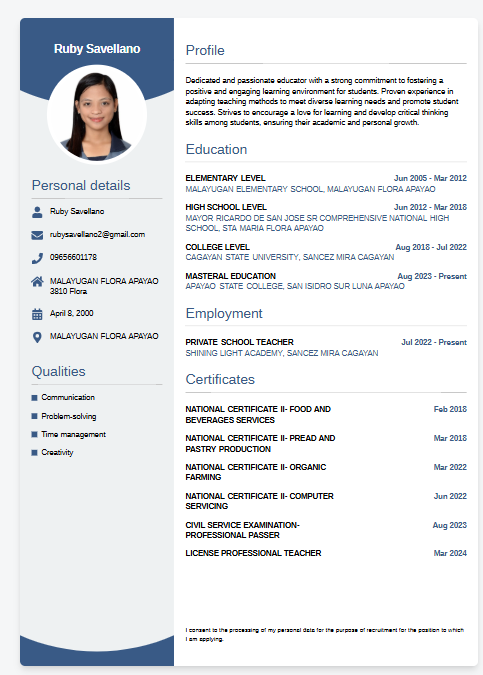 Ruby Savellano
Personal details
Ruby Savellano
rubysavellano2@gmail.com
09656601178
MALAYUGAN FLORA APAYAO
3810 Flora
April 8, 2000
MALAYUGAN FLORA APAYAO
Qualities
Communication
Problem-solving
Time management
Creativity
Profile
Dedicated and passionate educator with a strong commitment to fostering a
positive and engaging learning environment for students. Proven experience in
adapting teaching methods to meet diverse learning needs and promote student
success. Strives to encourage a love for learning and develop critical thinking
skills among students, ensuring their academic and personal growth.
Education
ELEMENTARY LEVEL Jun 2005 - Mar 2012
MALAYUGAN ELEMENTARY SCHOOL, MALAYUGAN FLORA APAYAO
HIGH SCHOOL LEVEL Jun 2012 - Mar 2018
MAYOR RICARDO DE SAN JOSE SR COMPREHENSIVE NATIONAL HIGH
SCHOOL, STA MARIA FLORA APAYAO
COLLEGE LEVEL Aug 2018 - Jul 2022
CAGAYAN STATE UNIVERSITY, SANCEZ MIRA CAGAYAN
MASTERAL EDUCATION Aug 2023 - Present
APAYAO STATE COLLEGE, SAN ISIDRO SUR LUNA APAYAO
Employment
PRIVATE SCHOOL TEACHER Jul 2022 - Present
SHINING LIGHT ACADEMY, SANCEZ MIRA CAGAYAN
Certificates
NATIONAL CERTIFICATE II- FOOD AND Feb 2018
BEVERAGES SERVICES
NATIONAL CERTIFICATE II- PREAD AND Mar 2018
PASTRY PRODUCTION
NATIONAL CERTIFICATE II- ORGANIC Mar 2022
FARMING
NATIONAL CERTIFICATE II- COMPUTER Jun 2022
SERVICING
CIVIL SERVICE EXAMINATION- Aug 2023
PROFESSIONAL PASSER
LICENSE PROFESSIONAL TEACHER Mar 2024
I consent to the processing of my personal data for the purpose of recruitment for the position to which
I am applying.